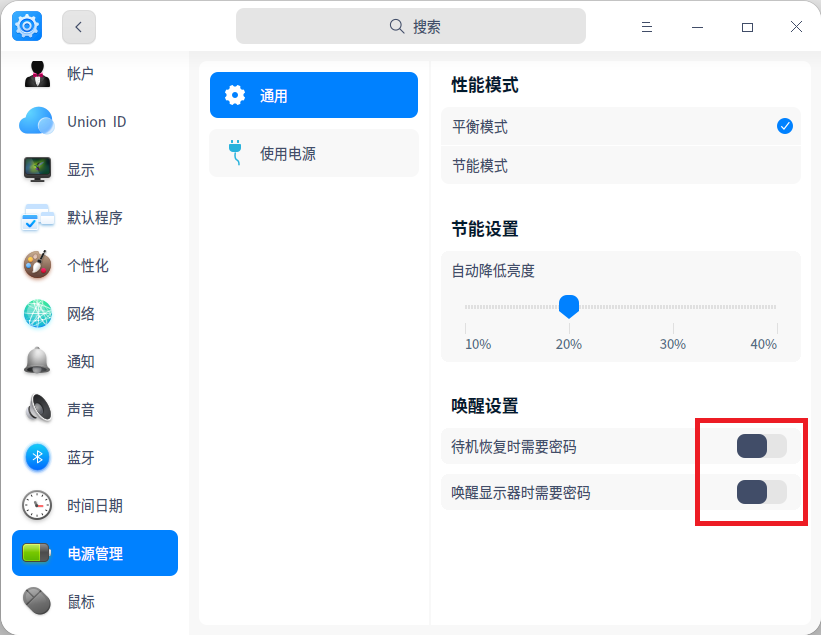 搜索
帐户
Union ID
显示
默认程序
个性化
网络
通知
声音
蓝牙
时间日期
电源管理
鼠标
通用
使用电源
性能模式
平衡模式
节能模式
节能设置
自动降低亮度
10% 20% 30% 40%
唤醒设置
待机恢复时需要密码
唤醒显示器时需要密码